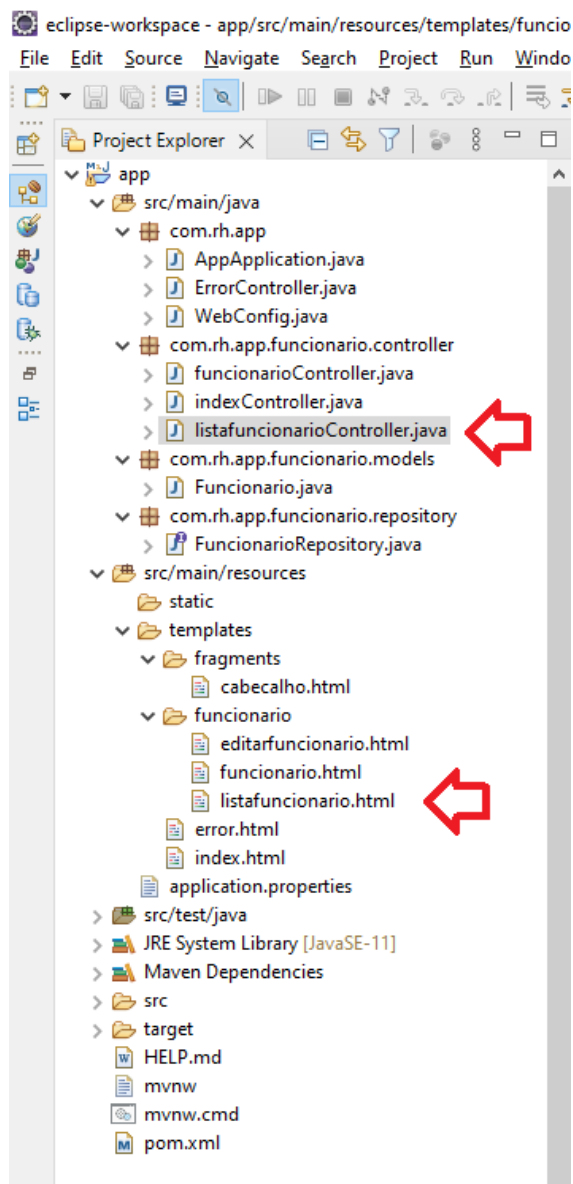 eclipse-workspace - app/src/main/resources/templates/funcio
File Edit Source Navigate Search Project Run Windo
Project Explorer
app
src/main/java
com.rh.app
AppApplication.java
ErrorController.java
WebConfig.java
com.rh.app.funcionario.controller
funcionarioController.java
indexController.java
listafuncionarioController.java
com.rh.app.funcionario.models
Funcionario.java
com.rh.app.funcionario.repository
FuncionarioRepository.java
src/main/resources
static
templates
fragments
cabecalho.html
funcionario
editarfuncionario.html
funcionario.html
listafuncionario.html
error.html
index.html
application.properties
src/test/java
JRE System Library [JavaSE-11]
Maven Dependencies
src
target
HELP.md
mvnw
mvnw.cmd
pom.xml